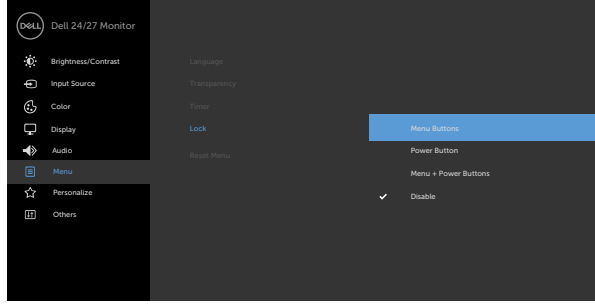 DELL Dell 24/27 Monitor
Brightness/Contrast
Input Source
Color
Display
Audio
Menu
Personalize
Others
Language
Transparency
Timer
Lock
Reset Menu
Menu Buttons
Power Button
Menu + Power Buttons
Disable